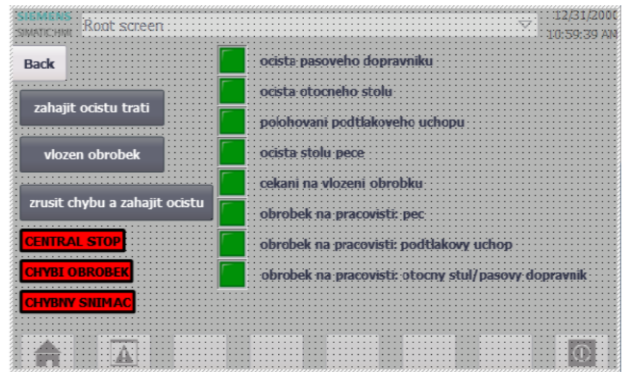 SIEMENS
SIMATIC HMI
Root screen
12/31/2000
10:59:39 AM
Back
zahajit ocistu trati
vlozen obrobek
zrusit chybu a zahajit ocistu
CENTRAL STOP
CHYBI OBROBEK
CHYBNY SNIMAC
ocista pasoveho dopravniku
ocista otocneho stolu
polohovani podtlakoveho uchopu
ocista stolu pece
cekani na vlozeni obrobku
obrobek na pracovisti: pec
obrobek na pracovisti: podtlakovy uchop
obrobek na pracovisti: otocny stul/pasovy dopravnik